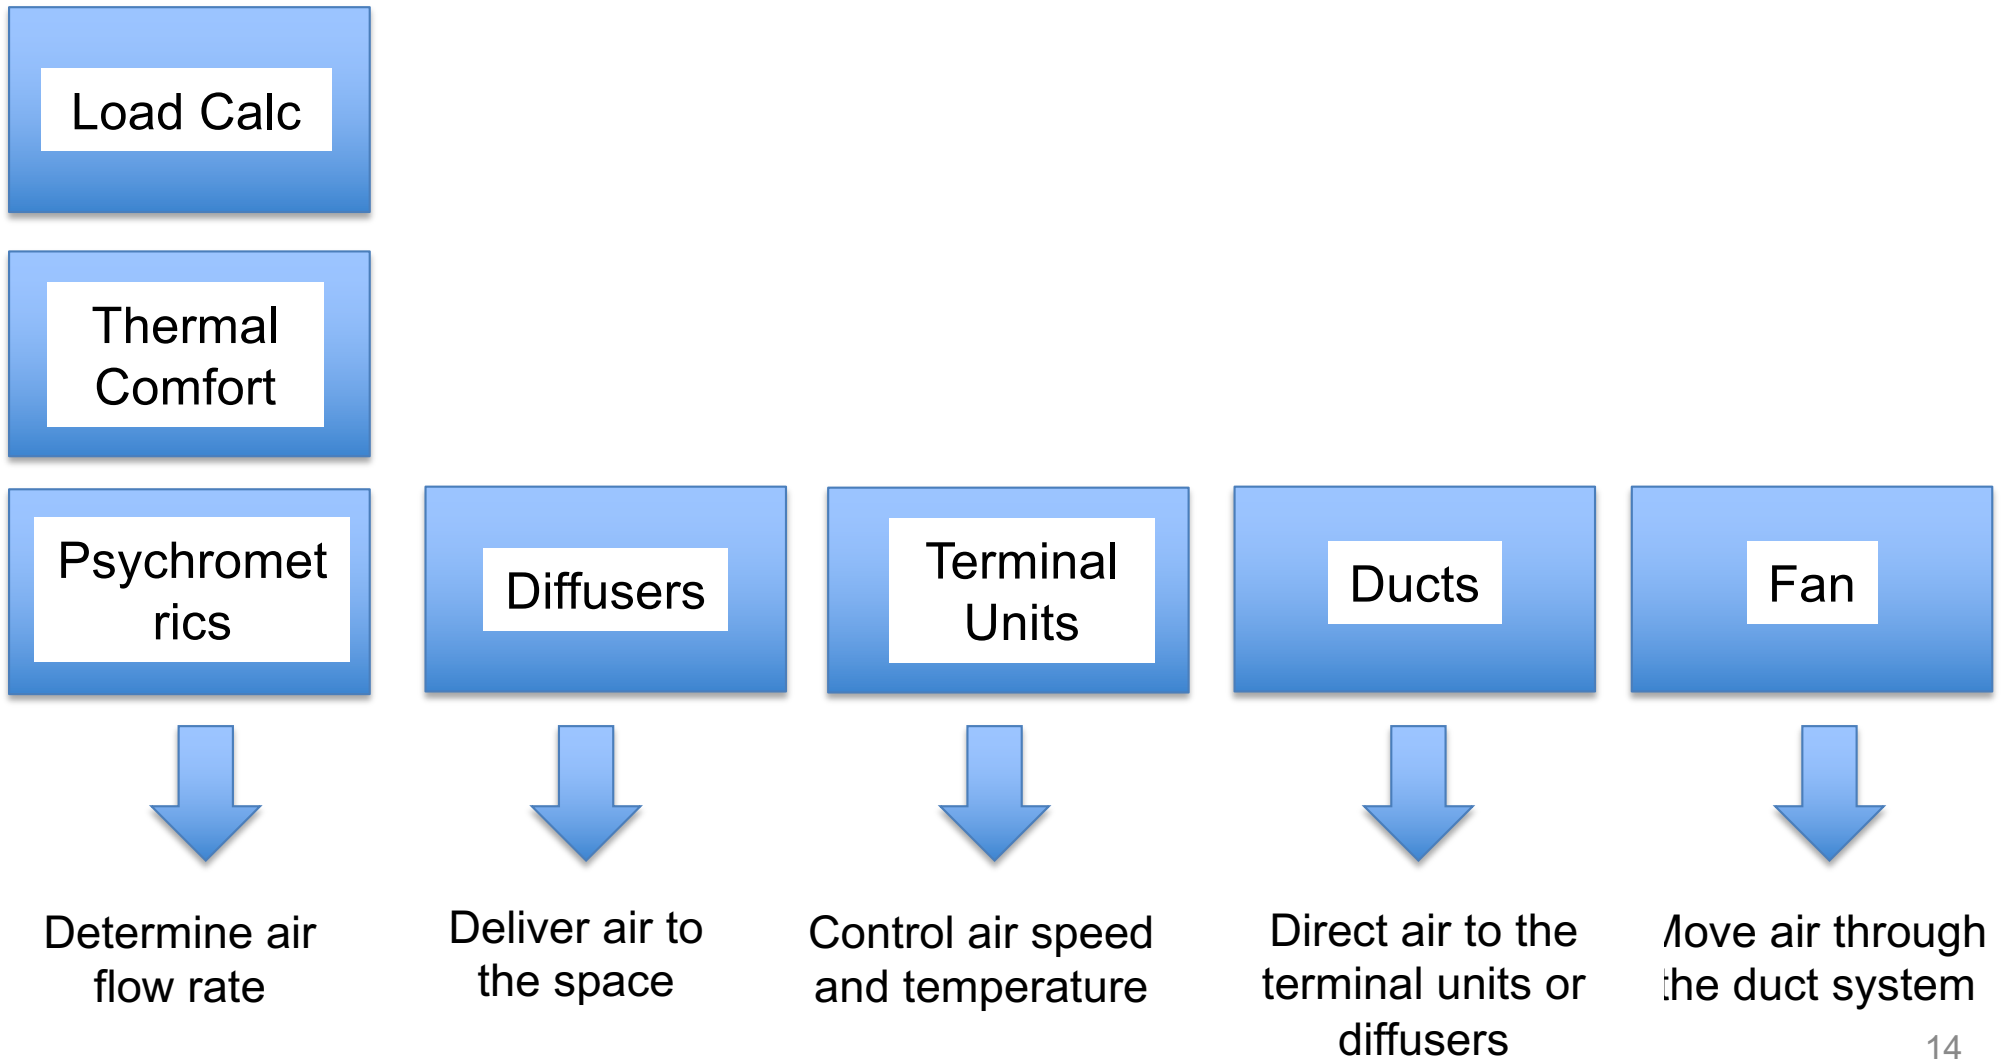 Load Calc
Thermal
Comfort
Psychromet
rics
Diffusers
Terminal
Units
Ducts
Fan
Determine air
flow rate
Deliver air to
the space
Control air speed
and temperature
Direct air to the
terminal units or
diffusers
Move air through
the duct system
14